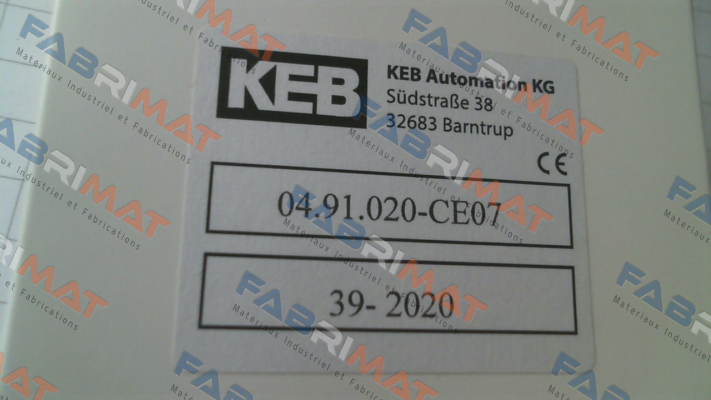 KEB
KEB Automation KG
Südstraße 38
32683 Barntrup
CE
04.91.020-CE07
39- 2020
FABRIMAT
Matériaux Industriel et Fabrications